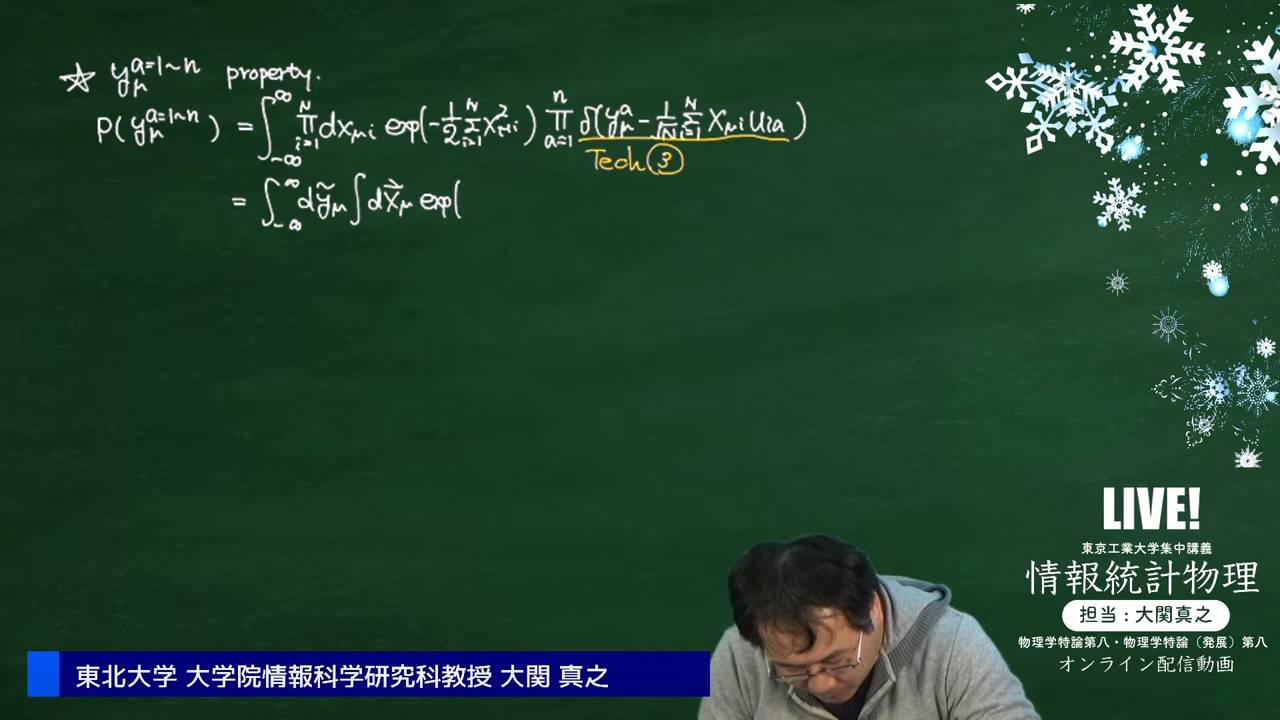 ☆ y_μ^{a=1~n} property.
P(y_μ^{a=1~n}) = ∫_{-∞}^{∞} ∏_{i=1}^{N} dx_{μi} exp(-1/2 Σ_{i=1}^{N} x_{μi}^2) ∏_{a=1}^{n} δ(y_μ^a - 1/√N Σ_{i=1}^{N} x_{μi} u_{ia})
Tech ③
= ∫_{-∞}^{∞} dỹ_μ ∫ dx̃_μ exp(
LIVE!
東京工業大学集中講義
情報統計物理
担当：大関真之
物理学特論第八・物理学特論（発展）第八
オンライン配信動画
東北大学 大学院情報科学研究科教授 大関 真之